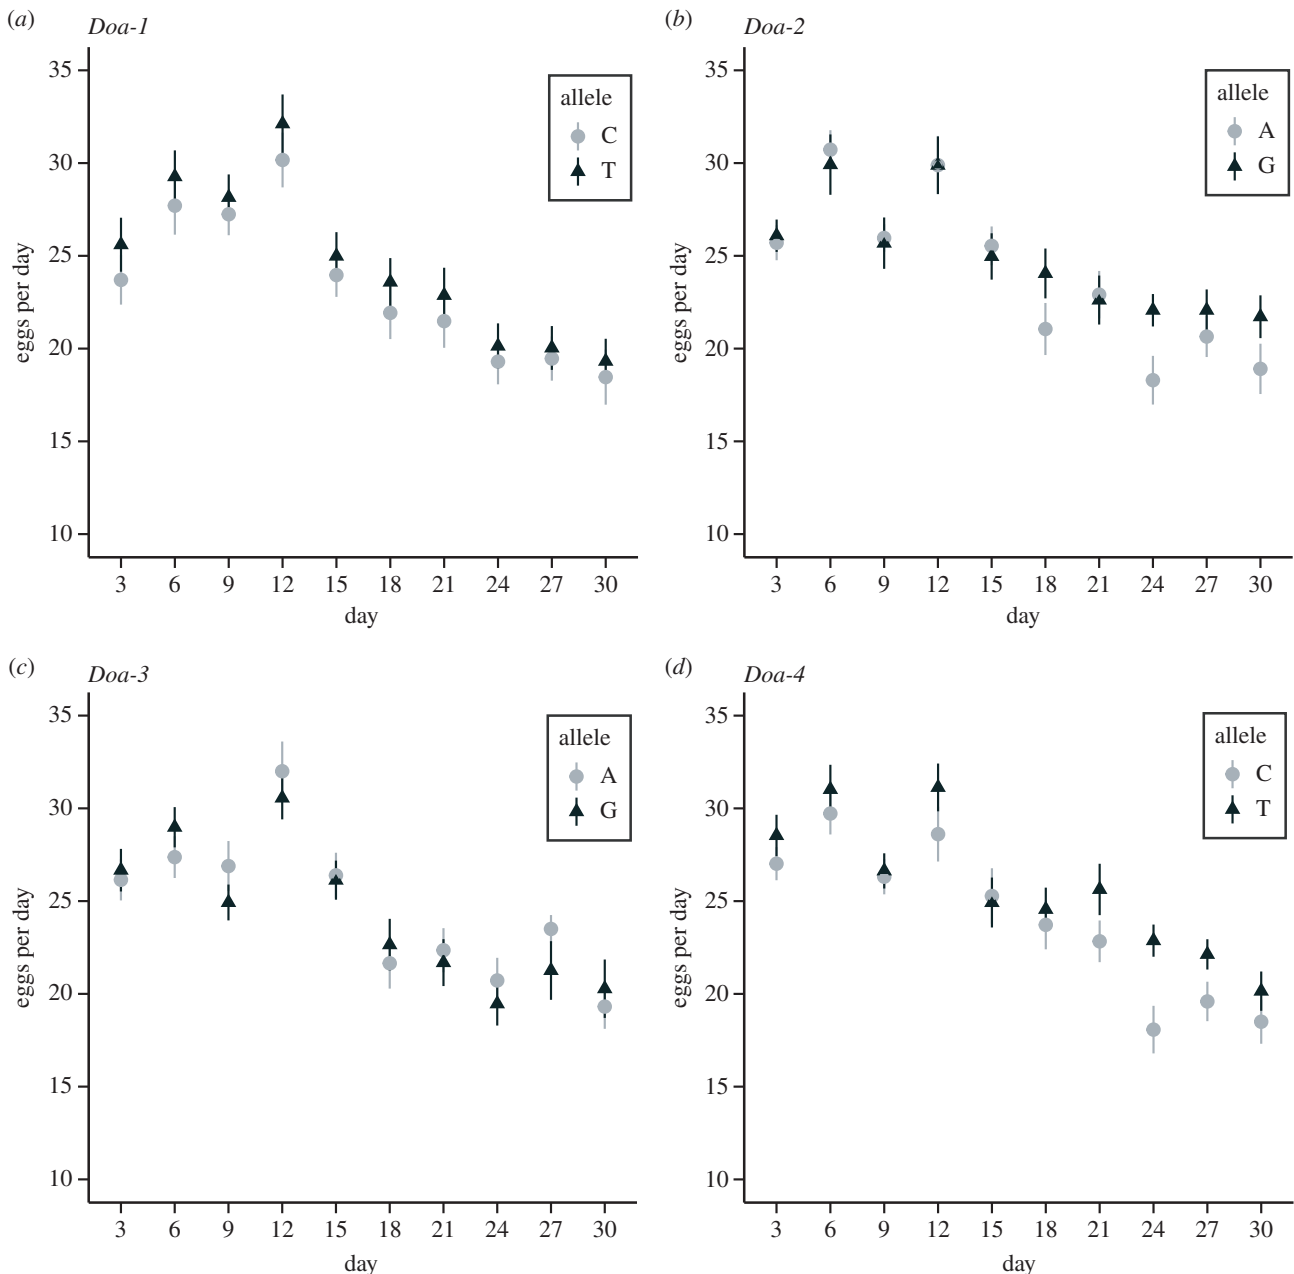 (a) Doa-1
35
30
25
20
15
10
eggs per day
allele
C
T
3 6 9 12 15 18 21 24 27 30
day
(b) Doa-2
35
30
25
20
15
10
eggs per day
allele
A
G
3 6 9 12 15 18 21 24 27 30
day
(c) Doa-3
35
30
25
20
15
10
eggs per day
allele
A
G
3 6 9 12 15 18 21 24 27 30
day
(d) Doa-4
35
30
25
20
15
10
eggs per day
allele
C
T
3 6 9 12 15 18 21 24 27 30
day